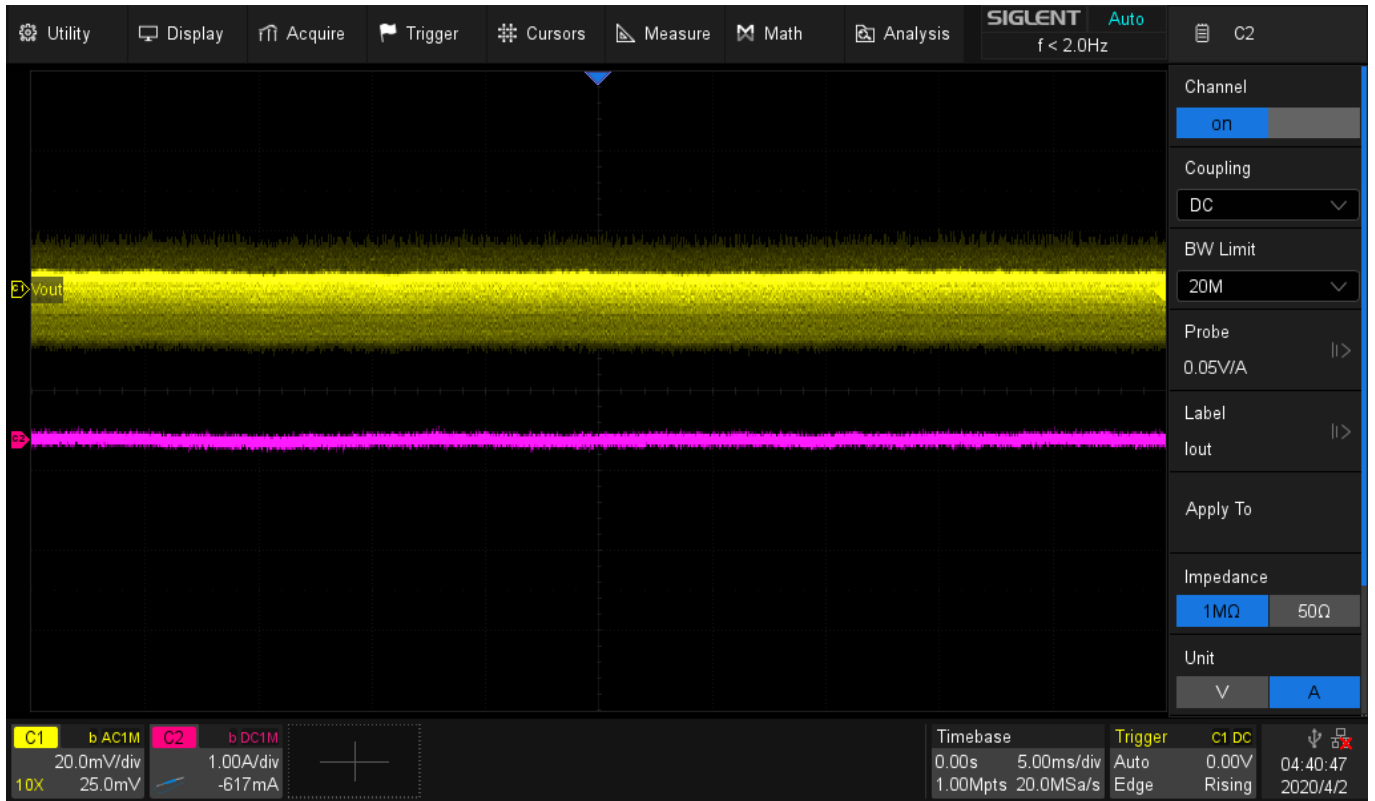 Utility Display Acquire Trigger Cursors Measure Math Analysis SIGLENT Auto C2
f < 2.0Hz
Channel
on
Coupling
DC
BW Limit
20M
Probe
0.05V/A
Label
Iout
Apply To
Impedance
1MΩ 50Ω
Unit
V A
C1 Vout
C2
C1 b AC1M C2 b DC1M Timebase Trigger C1 DC
20.0mV/div 1.00A/div 0.00s 5.00ms/div Auto 0.00V 04:40:47
10X 25.0mV -617mA 1.00Mpts 20.0MSa/s Edge Rising 2020/4/2